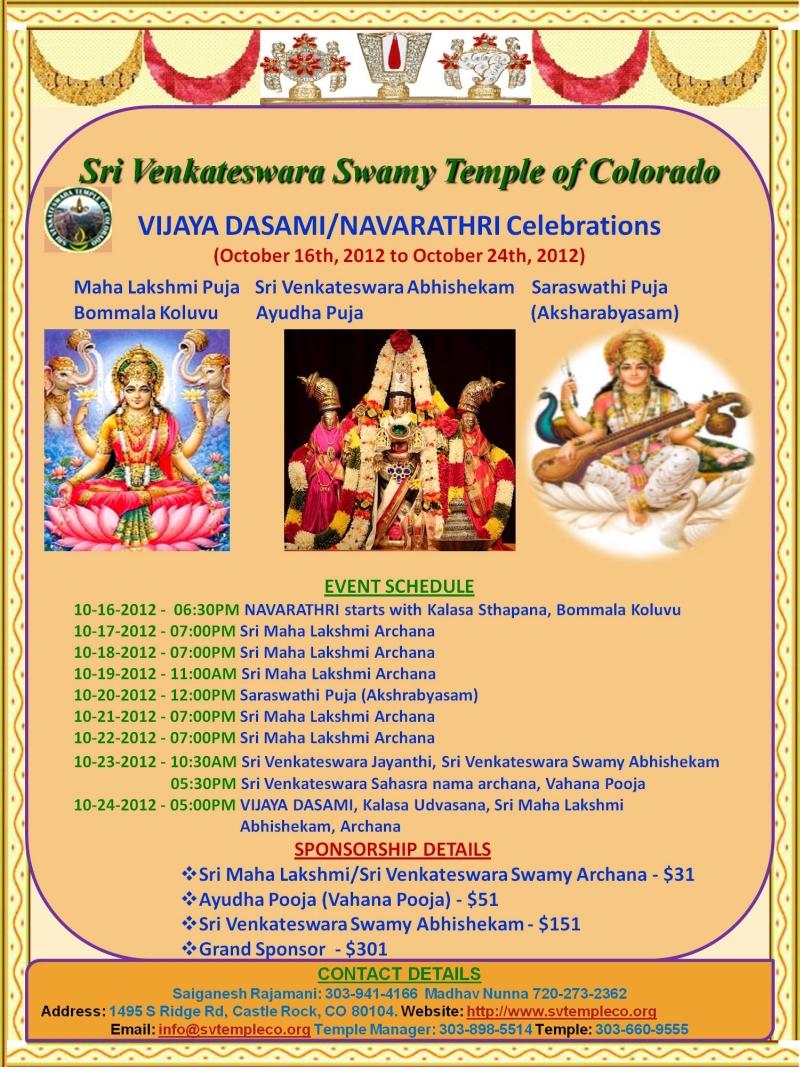 Sri Venkateswara Swamy Temple of Colorado
SRI VENKATESWARA TEMPLE OF COLORADO
VIJAYA DASAMI/NAVARATHRI Celebrations
(October 16th, 2012 to October 24th, 2012)
Maha Lakshmi Puja Sri Venkateswara Abhishekam Saraswathi Puja
Bommala Koluvu Ayudha Puja (Aksharabyasam)
EVENT SCHEDULE
10-16-2012 - 06:30PM NAVARATHRI starts with Kalasa Sthapana, Bommala Koluvu
10-17-2012 - 07:00PM Sri Maha Lakshmi Archana
10-18-2012 - 07:00PM Sri Maha Lakshmi Archana
10-19-2012 - 11:00AM Sri Maha Lakshmi Archana
10-20-2012 - 12:00PM Saraswathi Puja (Akshrabyasam)
10-21-2012 - 07:00PM Sri Maha Lakshmi Archana
10-22-2012 - 07:00PM Sri Maha Lakshmi Archana
10-23-2012 - 10:30AM Sri Venkateswara Jayanthi, Sri Venkateswara Swamy Abhishekam
05:30PM Sri Venkateswara Sahasra nama archana, Vahana Pooja
10-24-2012 - 05:00PM VIJAYA DASAMI, Kalasa Udvasana, Sri Maha Lakshmi
Abhishekam, Archana
SPONSORSHIP DETAILS
❖Sri Maha Lakshmi/Sri Venkateswara Swamy Archana - $31
❖Ayudha Pooja (Vahana Pooja) - $51
❖Sri Venkateswara Swamy Abhishekam - $151
❖Grand Sponsor - $301
CONTACT DETAILS
Saiganesh Rajamani: 303-941-4166 Madhav Nunna 720-273-2362
Address: 1495 S Ridge Rd, Castle Rock, CO 80104. Website: http://www.svtempleco.org
Email: info@svtempleco.org Temple Manager: 303-898-5514 Temple: 303-660-9555